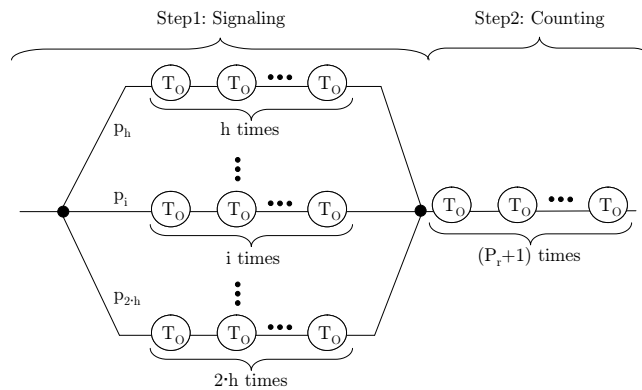 Step1: Signaling
Step2: Counting
T_O T_O ••• T_O
h times
p_h
p_i
T_O T_O ••• T_O
i times
T_O T_O ••• T_O
(P_r+1) times
p_2·h
T_O T_O ••• T_O
2·h times